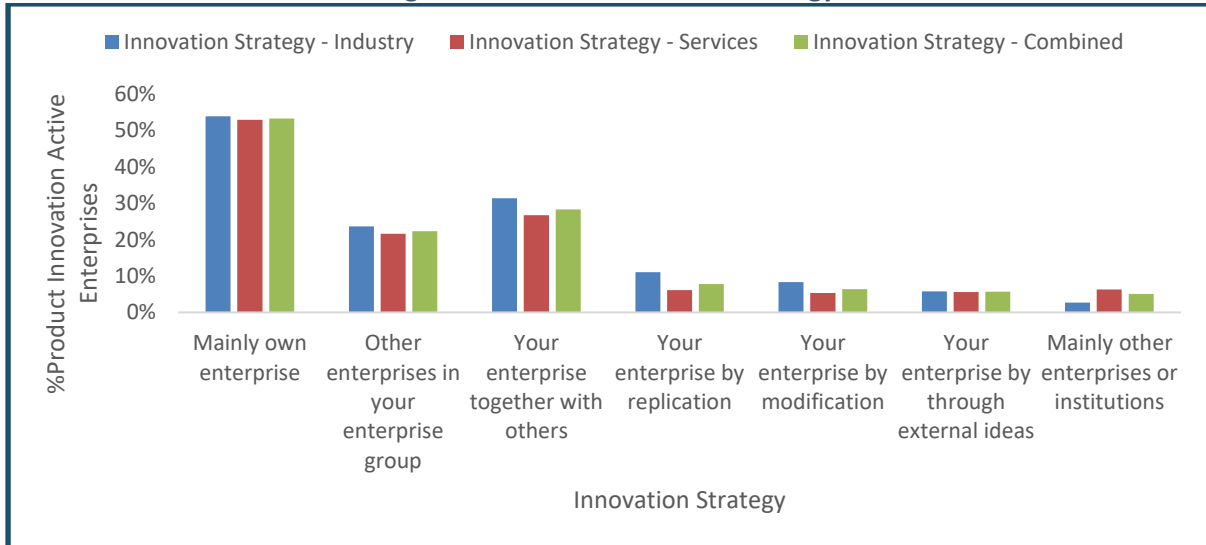 Innovation Strategy - Industry Innovation Strategy - Services Innovation Strategy - Combined
%Product Innovation Active
Enterprises
60%
50%
40%
30%
20%
10%
0%
Mainly own
enterprise
Other
enterprises in
your
enterprise
group
Your
enterprise
together with
others
Your
enterprise by
replication
Your
enterprise by
modification
Your
enterprise by
through
external ideas
Mainly other
enterprises or
institutions
Innovation Strategy